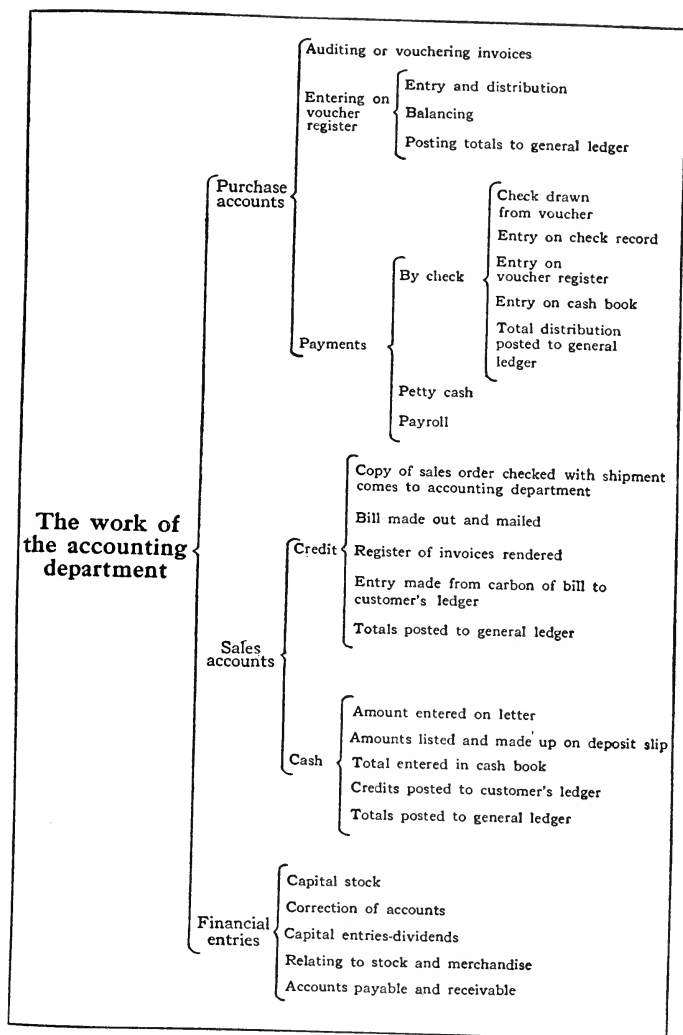 Auditing or vouchering invoices
Entering on
voucher
register
Entry and distribution
Balancing
Posting totals to general ledger
Purchase
accounts
Check drawn
from voucher
Entry on check record
Entry on
voucher register
Entry on cash book
Total distribution
posted to general
ledger
By check
Payments
Petty cash
Payroll
The work of
the accounting
department
Copy of sales order checked with shipment
comes to accounting department
Bill made out and mailed
Credit
Register of invoices rendered
Entry made from carbon of bill to
customer's ledger
Totals posted to general ledger
Sales
accounts
Amount entered on letter
Amounts listed and made up on deposit slip
Cash
Total entered in cash book
Credits posted to customer's ledger
Totals posted to general ledger
Financial
entries
Capital stock
Correction of accounts
Capital entries-dividends
Relating to stock and merchandise
Accounts payable and receivable